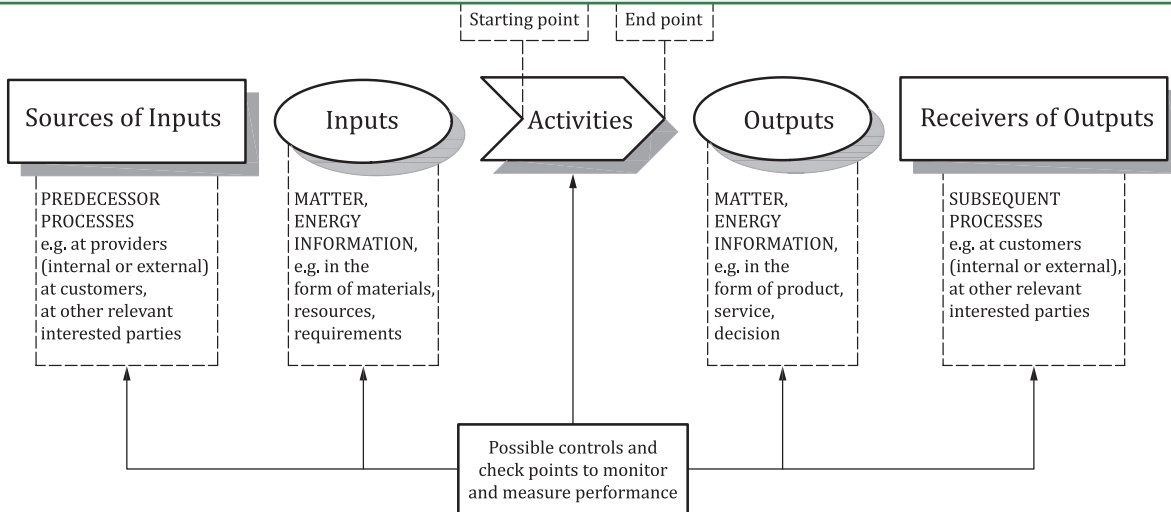 Starting point
End point
Sources of Inputs
Inputs
Activities
Outputs
Receivers of Outputs
PREDECESSOR
PROCESSES
e.g. at providers
(internal or external)
at customers,
at other relevant
interested parties
MATTER,
ENERGY
INFORMATION,
e.g. in the
form of materials,
resources,
requirements
MATTER,
ENERGY
INFORMATION,
e.g. in the
form of product,
service,
decision
SUBSEQUENT
PROCESSES
e.g. at customers
(internal or external),
at other relevant
interested parties
Possible controls and
check points to monitor
and measure performance